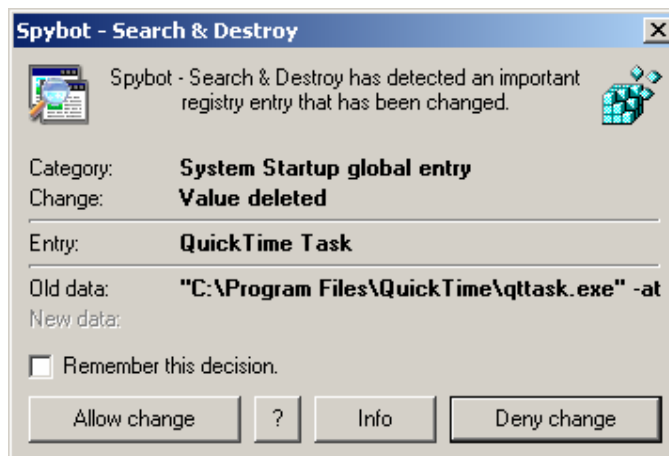 Spybot - Search & Destroy
Spybot - Search & Destroy has detected an important
registry entry that has been changed.
Category: System Startup global entry
Change: Value deleted
Entry: QuickTime Task
Old data: "C:\Program Files\QuickTime\qttask.exe" -at
New data:
Remember this decision.
Allow change ? Info Deny change